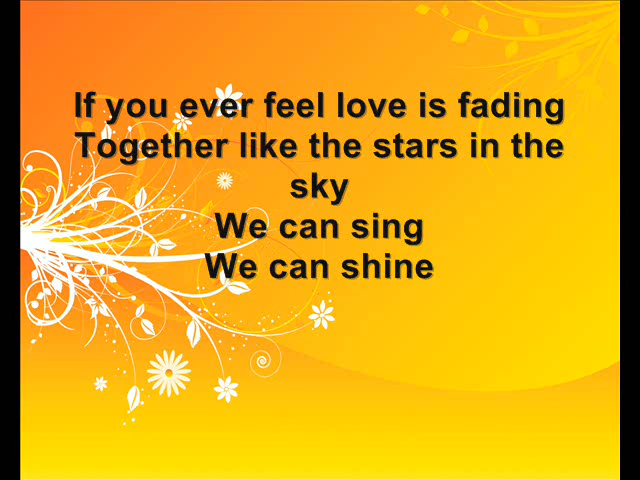 If you ever feel love is fading
Together like the stars in the
sky
We can sing
We can shine